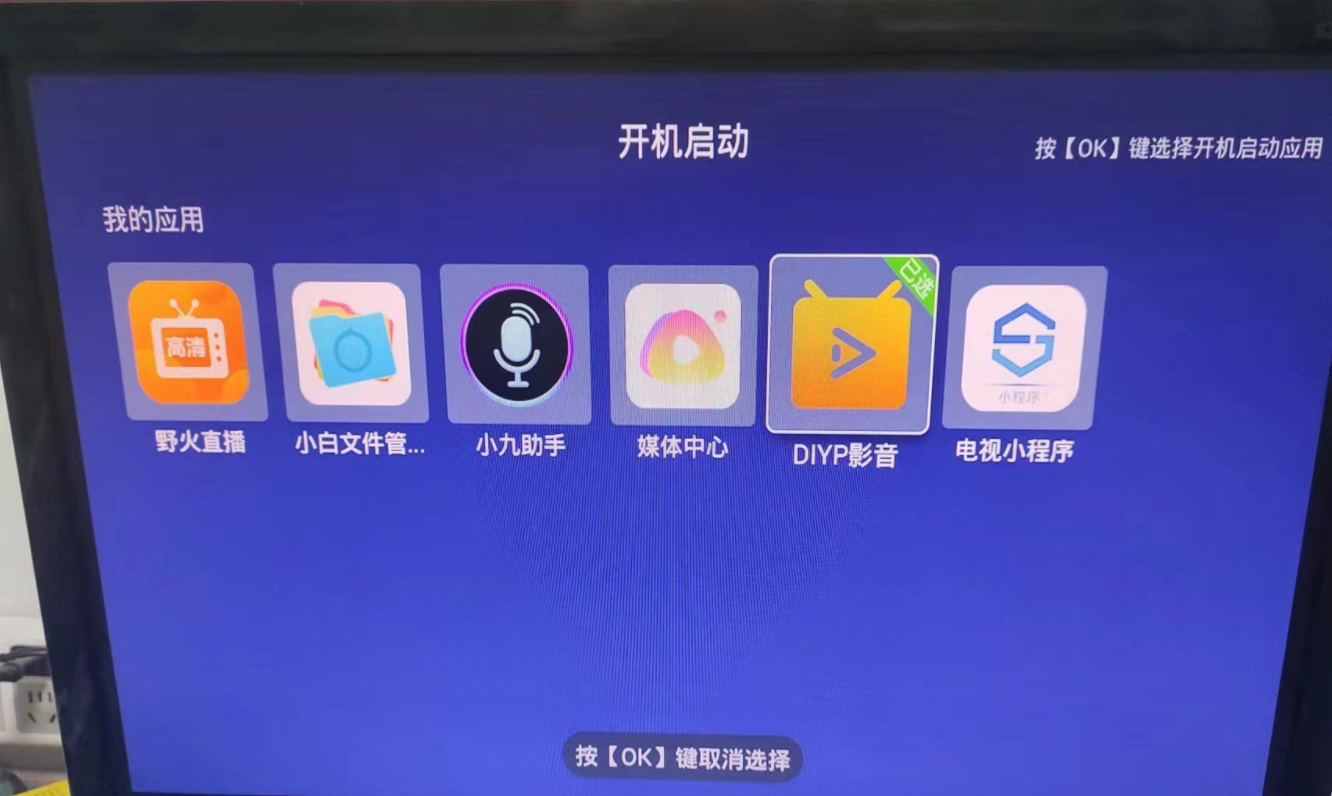 开机启动
按【OK】键选择开机启动应用
我的应用
高清
已选
小程序
野火直播
小白文件管...
小九助手
媒体中心
DIYP影音
电视小程序
按【OK】键取消选择